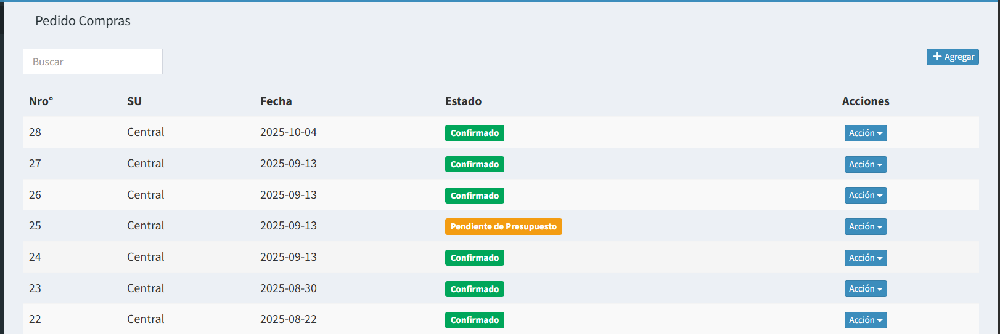 Pedido Compras
Buscar
Agregar
Nro° SU Fecha Estado Acciones
28 Central 2025-10-04 Confirmado Acción
27 Central 2025-09-13 Confirmado Acción
26 Central 2025-09-13 Confirmado Acción
25 Central 2025-09-13 Pendiente de Presupuesto Acción
24 Central 2025-09-13 Confirmado Acción
23 Central 2025-08-30 Confirmado Acción
22 Central 2025-08-22 Confirmado Acción